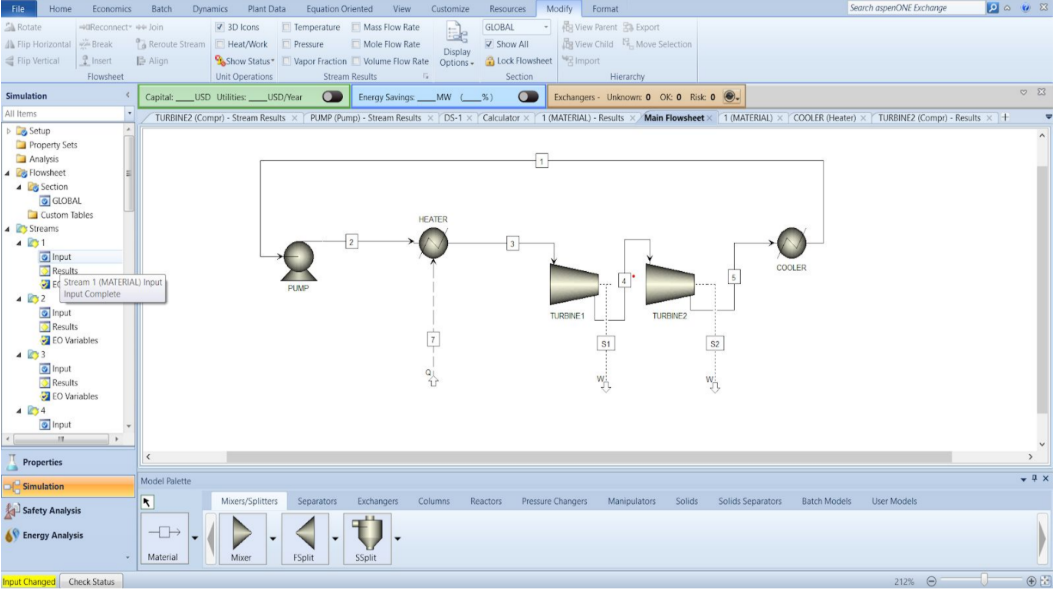 File Home Economics Batch Dynamics Plant Data Equation Oriented View Customize Resources Modify Format Search aspenONE Exchange
Rotate Reconnect Join 3D Icons Temperature Mass Flow Rate GLOBAL View Parent Export
Flip Horizontal Break Reroute Stream Heat/Work Pressure Mole Flow Rate Display Options Show All View Child Move Selection
Flip Vertical Insert Align Show Status Vapor Fraction Volume Flow Rate Lock Flowsheet Import
Flowsheet Unit Operations Stream Results Section Hierarchy
Simulation Capital: ____USD Utilities: ____USD/Year Energy Savings: ____MW (____%) Exchangers - Unknown: 0 OK: 0 Risk: 0
All Items TURBINE2 (Compr) - Stream Results PUMP (Pump) - Stream Results DS-1 Calculator 1 (MATERIAL) - Results Main Flowsheet 1 (MATERIAL) COOLER (Heater) TURBINE2 (Compr) - Results
Setup
Property Sets
Analysis
Flowsheet
Section
GLOBAL
Custom Tables
Streams
1
Input
Results
Stream 1 (MATERIAL) Input
Input Complete
2
Input
Results
EO Variables
3
Input
Results
EO Variables
4
Input
1
HEATER
2
3
PUMP
4
5
COOLER
TURBINE1
TURBINE2
7
S1
S2
Q
W
W
Properties
Simulation
Safety Analysis
Energy Analysis
Model Palette
Mixers/Splitters Separators Exchangers Columns Reactors Pressure Changers Manipulators Solids Solids Separators Batch Models User Models
Material Mixer FSplit SSplit
Input Changed Check Status 212%